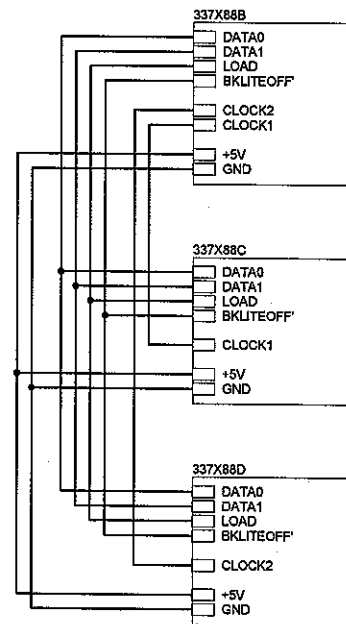 337X88B
DATA0
DATA1
LOAD
BKLITEOFF'
CLOCK2
CLOCK1
+5V
GND
337X88C
DATA0
DATA1
LOAD
BKLITEOFF'
CLOCK1
+5V
GND
337X88D
DATA0
DATA1
LOAD
BKLITEOFF'
CLOCK2
+5V
GND